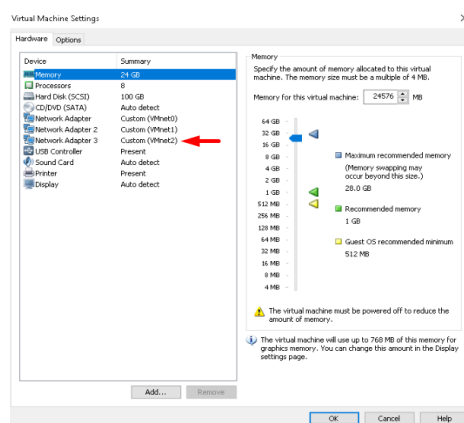 Virtual Machine Settings
Hardware Options
Device Summary
Memory 24 GB
Processors 8
Hard Disk (SCSI) 100 GB
CD/DVD (SATA) Auto detect
Network Adapter Custom (VMnet0)
Network Adapter 2 Custom (VMnet1)
Network Adapter 3 Custom (VMnet2)
USB Controller Present
Sound Card Auto detect
Printer Present
Display Auto detect
Add... Remove
Memory
Specify the amount of memory allocated to this virtual
machine. The memory size must be a multiple of 4 MB.
Memory for this virtual machine: 24576 MB
64 GB
32 GB
16 GB
8 GB
4 GB
2 GB
1 GB
512 MB
256 MB
128 MB
64 MB
32 MB
16 MB
8 MB
4 MB
Maximum recommended memory
(Memory swapping may
occur beyond this size.)
28.0 GB
Recommended memory
1 GB
Guest OS recommended minimum
512 MB
The virtual machine must be powered off to reduce the
amount of memory.
The virtual machine will use up to 768 MB of this memory for
graphics memory. You can change this amount in the Display
settings page.
OK Cancel Help